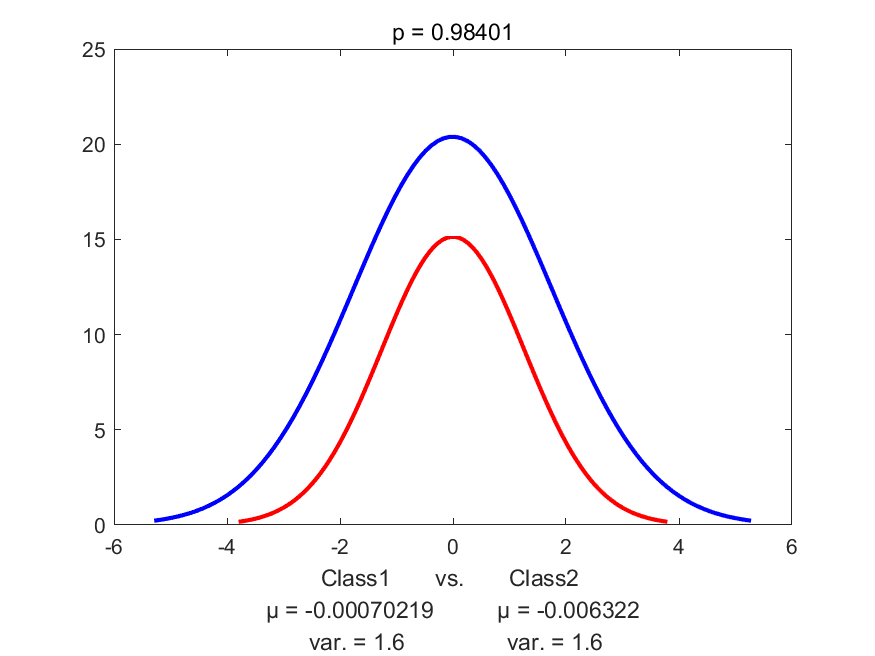 p = 0.98401
25
20
15
10
5
0
-6 -4 -2 0 2 4 6
Class1 vs. Class2
μ = -0.00070219 μ = -0.006322
var. = 1.6 var. = 1.6